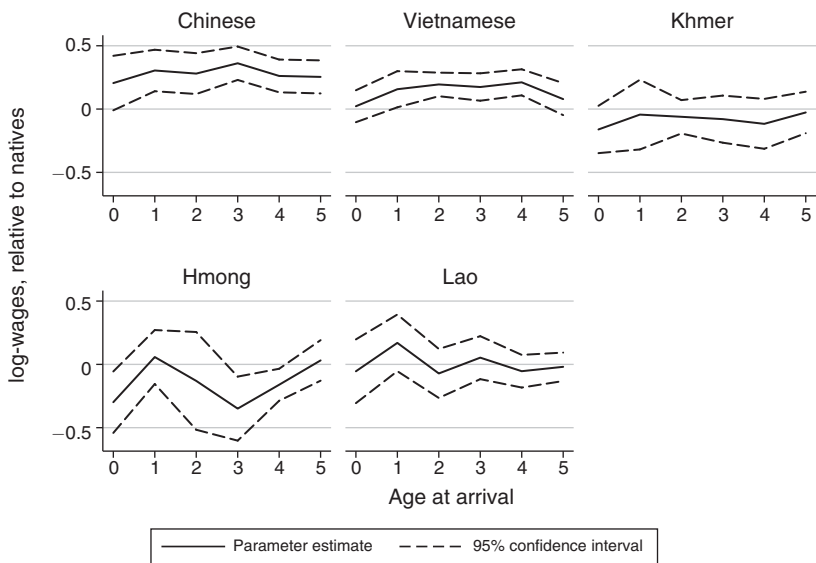 Chinese Vietnamese Khmer
0.5
0
−0.5
0 1 2 3 4 5 0 1 2 3 4 5 0 1 2 3 4 5
log-wages, relative to natives
Hmong Lao
0.5
0
−0.5
0 1 2 3 4 5 0 1 2 3 4 5
Age at arrival
Parameter estimate 95% confidence interval